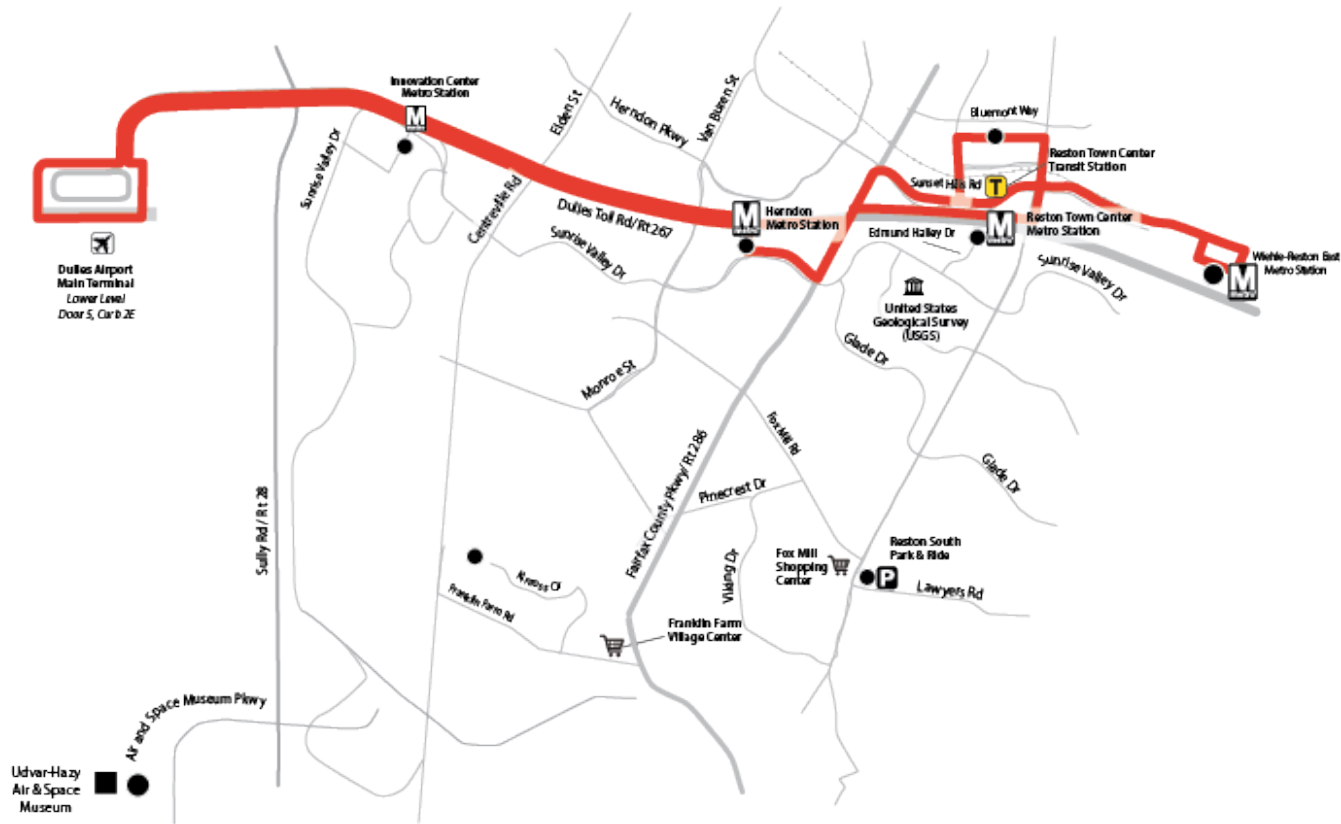 Innovation Center
Metro Station
Elden St
Herndon Pkwy
Van Buren St
Bluemont Way
Reston Town Center
Transit Station
T
Sunset Hills Rd
Sunrise Valley Dr
M
Centreville Rd
Dulles Toll Rd/Rt 267
M
Herndon
Metro Station
Edmund Halley Dr
M
Reston Town Center
Metro Station
Sunrise Valley Dr
Sunrise Valley Dr
M
Wiehle-Reston East
Metro Station
Dulles Airport
Main Terminal
Lower Level
Door 5, Curb 2E
United States
Geological Survey
(USGS)
Glade Dr
Monroe St
Fox Mill Rd
Glade Dr
Fairfax County Pkwy/Rt 286
Pinecrest Dr
Sully Rd/Rt 28
Viking Dr
Fox Mill
Shopping
Center
Reston South
Park & Ride
P
Lawyers Rd
Franklin Farm Rd
Franklin Farm
Village Center
Air and Space Museum Pkwy
Udvar-Hazy
Air & Space
Museum